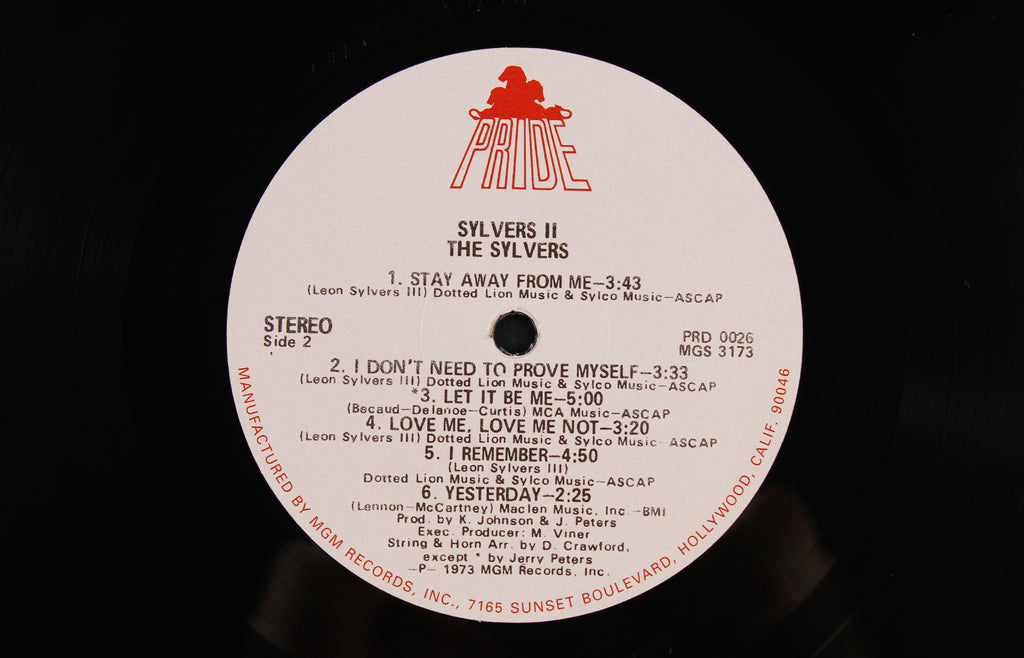 PRIDE
SYLVERS II
THE SYLVERS
1. STAY AWAY FROM ME—3:43
(Leon Sylvers III) Dotted Lion Music & Sylco Music—ASCAP
STEREO
Side 2
PRD 0026
MGS 3173
2. I DON'T NEED TO PROVE MYSELF—3:33
(Leon Sylvers III) Dotted Lion Music & Sylco Music—ASCAP
*3. LET IT BE ME—5:00
(Becaud—Delanoe—Curtis) MCA Music—ASCAP
4. LOVE ME, LOVE ME NOT—3:20
(Leon Sylvers III) Dotted Lion Music & Sylco Music—ASCAP
5. I REMEMBER—4:50
(Leon Sylvers III)
Dotted Lion Music & Sylco Music—ASCAP
6. YESTERDAY—2:25
(Lennon—McCartney) Maclen Music, Inc.—BMI
Prod. by K. Johnson & J. Peters
Exec. Producer: M. Viner
String & Horn Arr. by D. Crawford,
except * by Jerry Peters
—P— 1973 MGM Records, Inc.
MANUFACTURED BY MGM RECORDS, INC., 7165 SUNSET BOULEVARD, HOLLYWOOD, CALIF. 90046